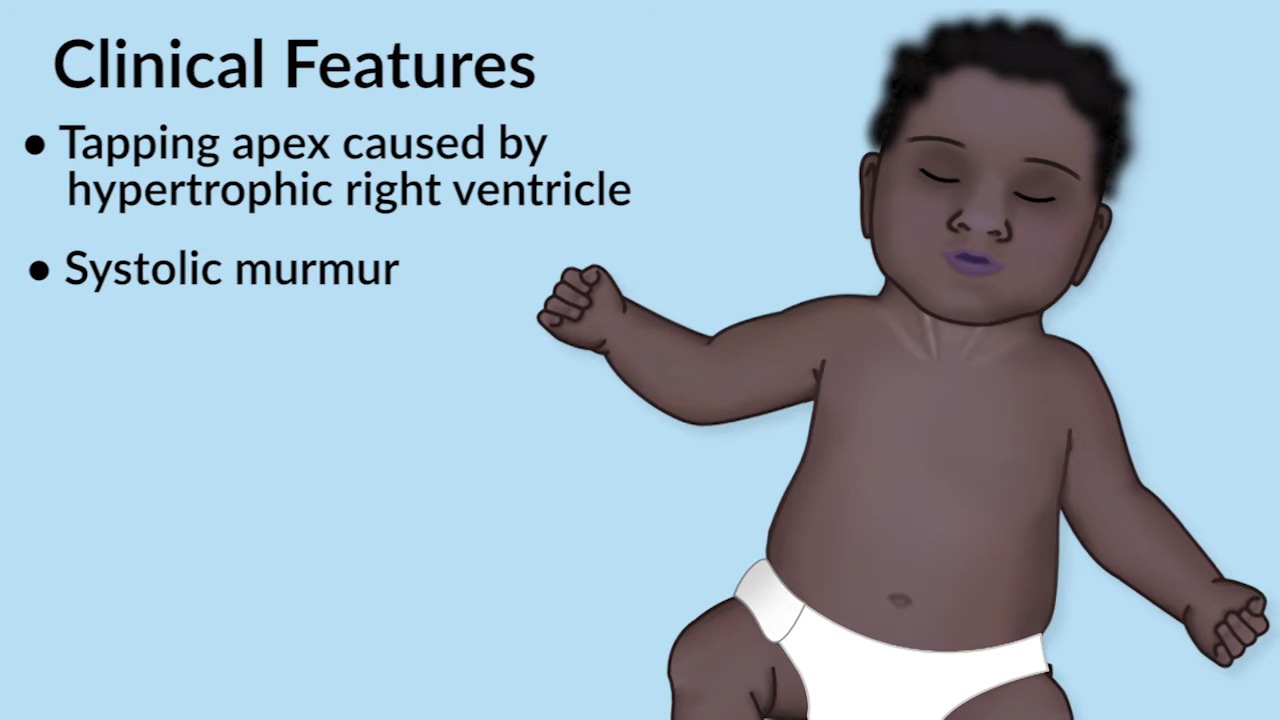 Clinical Features
• Tapping apex caused by
hypertrophic right ventricle
• Systolic murmur